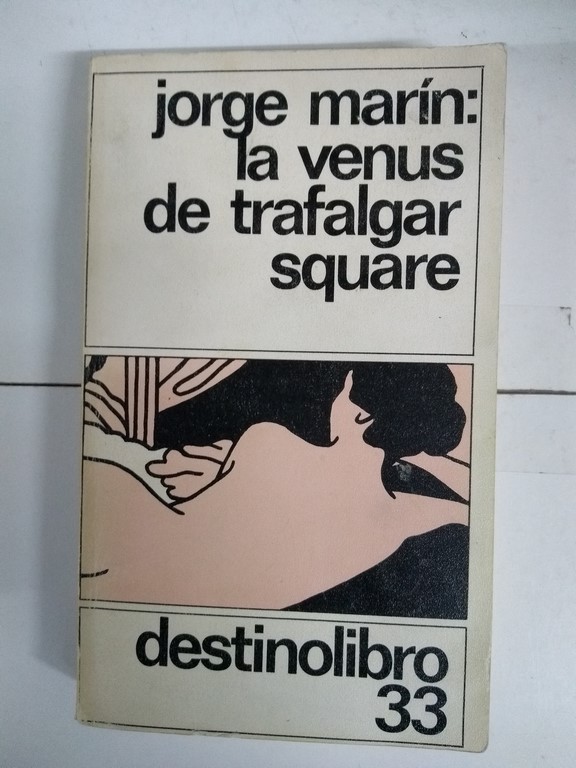 jorge marín:
la venus
de trafalgar
square
destinolibro
33